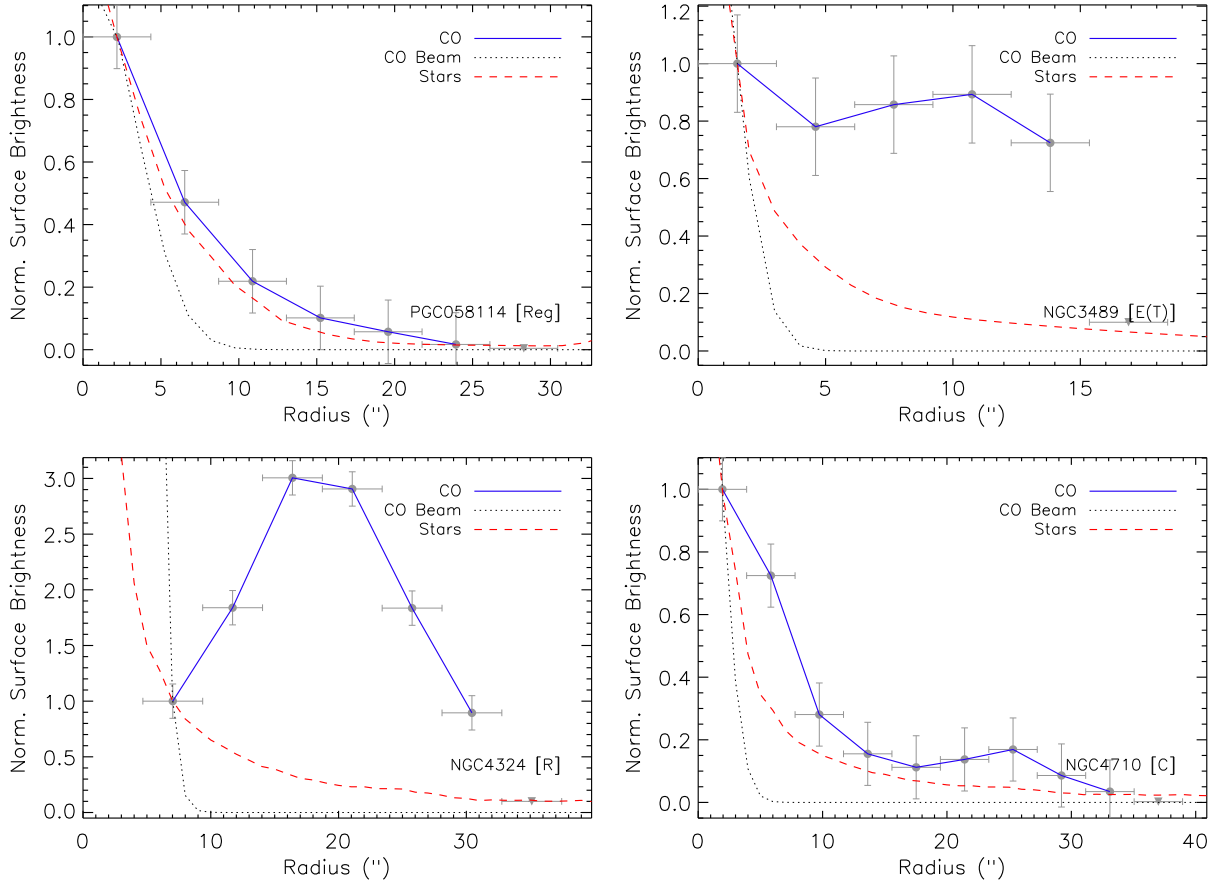 Norm. Surface Brightness
1.0
0.8
0.6
0.4
0.2
0.0
CO
CO Beam
Stars
PGC058114 [Reg]
0 5 10 15 20 25 30
Radius (")
Norm. Surface Brightness
1.2
1.0
0.8
0.6
0.4
0.2
0.0
CO
CO Beam
Stars
NGC3489 [E(T)]
0 5 10 15
Radius (")
Norm. Surface Brightness
3.0
2.0
1.5
1.0
0.5
0.0
CO
CO Beam
Stars
NGC4324 [R]
0 10 20 30
Radius (")
Norm. Surface Brightness
1.0
0.8
0.6
0.4
0.2
0.0
CO
CO Beam
Stars
NGC4710 [C]
0 10 20 30 40
Radius (")